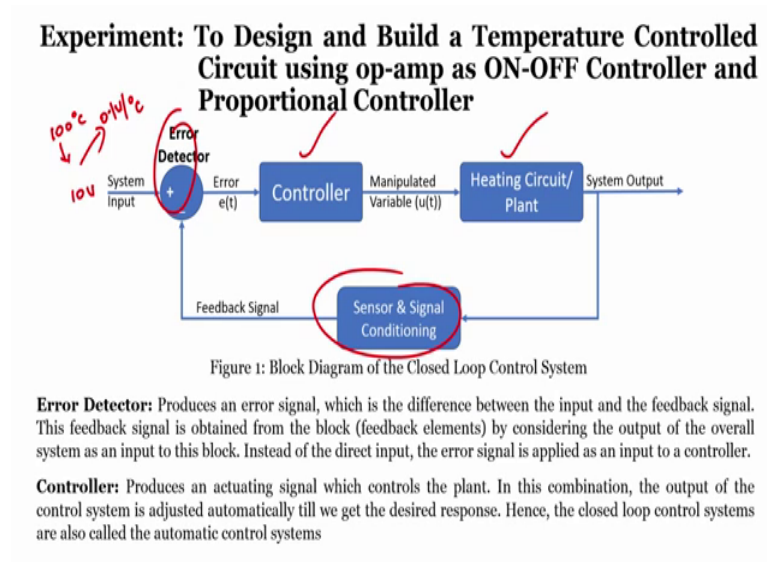 Experiment: To Design and Build a Temperature Controlled
Circuit using op-amp as ON-OFF Controller and
Proportional Controller
100°c 0.1V/°c
10V
Error
Detector
System
Input
+
-
Error
e(t)
Controller
Manipulated
Variable (u(t))
Heating Circuit/
Plant
System Output
Feedback Signal
Sensor & Signal
Conditioning
Figure 1: Block Diagram of the Closed Loop Control System
Error Detector: Produces an error signal, which is the difference between the input and the feedback signal.
This feedback signal is obtained from the block (feedback elements) by considering the output of the overall
system as an input to this block. Instead of the direct input, the error signal is applied as an input to a controller.
Controller: Produces an actuating signal which controls the plant. In this combination, the output of the
control system is adjusted automatically till we get the desired response. Hence, the closed loop control systems
are also called the automatic control systems